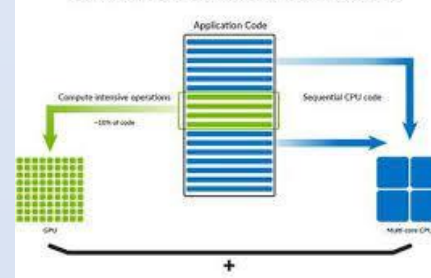 Application Code
Compute intensive operations
~10% of code
Sequential CPU code
GPU
Multi-core CPU
+